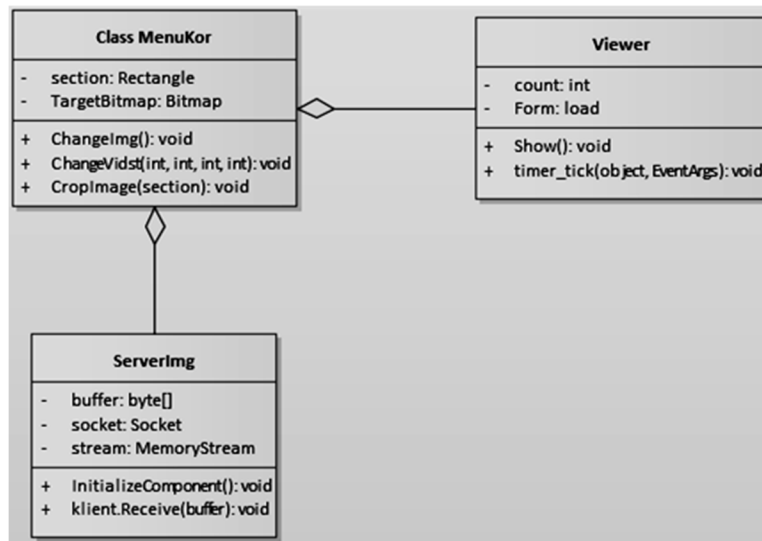 Class MenuKor
- section: Rectangle
- TargetBitmap: Bitmap
+ ChangeImg(): void
+ ChangeVidst(int, int, int, int): void
+ CropImage(section): void
Viewer
- count: int
- Form: load
+ Show(): void
+ timer_tick(object, EventArgs): void
ServerImg
- buffer: byte[]
- socket: Socket
- stream: MemoryStream
+ InitializeComponent(): void
+ klient.Receive(buffer): void